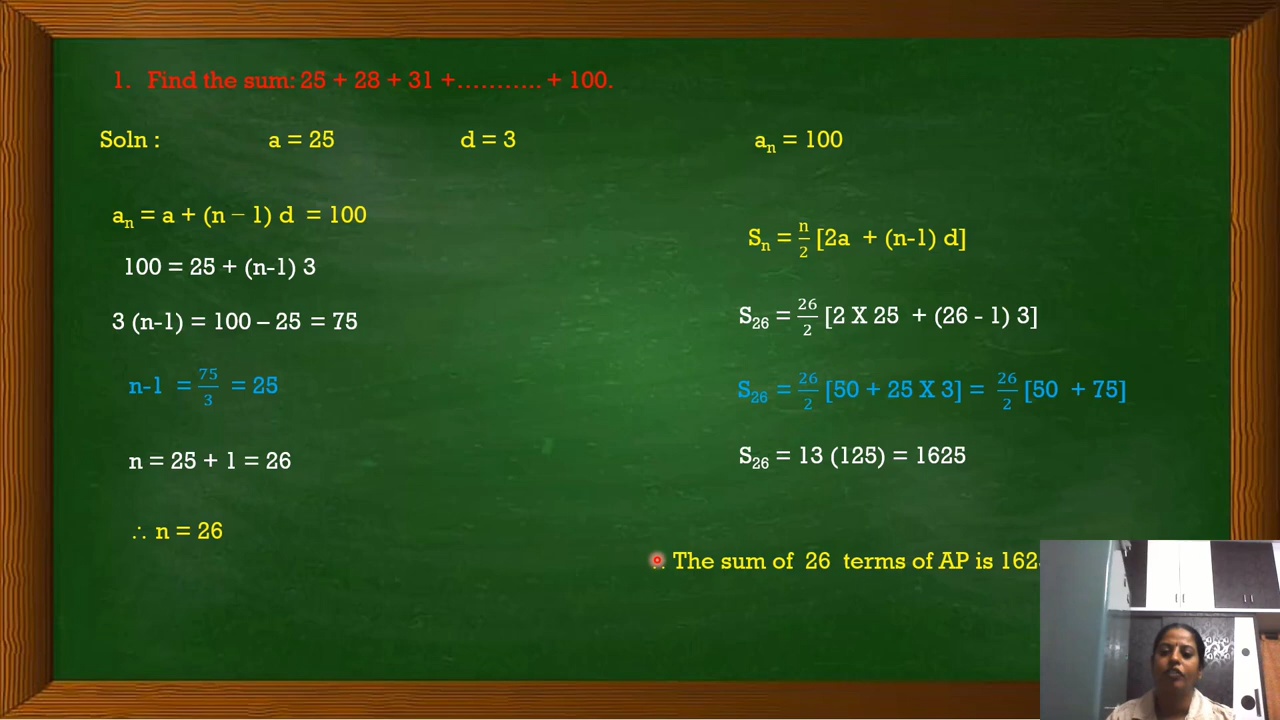 1. Find the sum: 25 + 28 + 31 +……….. + 100.
Soln : a = 25 d = 3 aₙ = 100
aₙ = a + (n – 1) d = 100
100 = 25 + (n-1) 3
3 (n-1) = 100 – 25 = 75
n-1 = 75/3 = 25
n = 25 + 1 = 26
∴ n = 26
Sₙ = n/2 [2a + (n-1) d]
S₂₆ = 26/2 [2 X 25 + (26 - 1) 3]
S₂₆ = 26/2 [50 + 25 X 3] = 26/2 [50 + 75]
S₂₆ = 13 (125) = 1625
∴ The sum of 26 terms of AP is 162